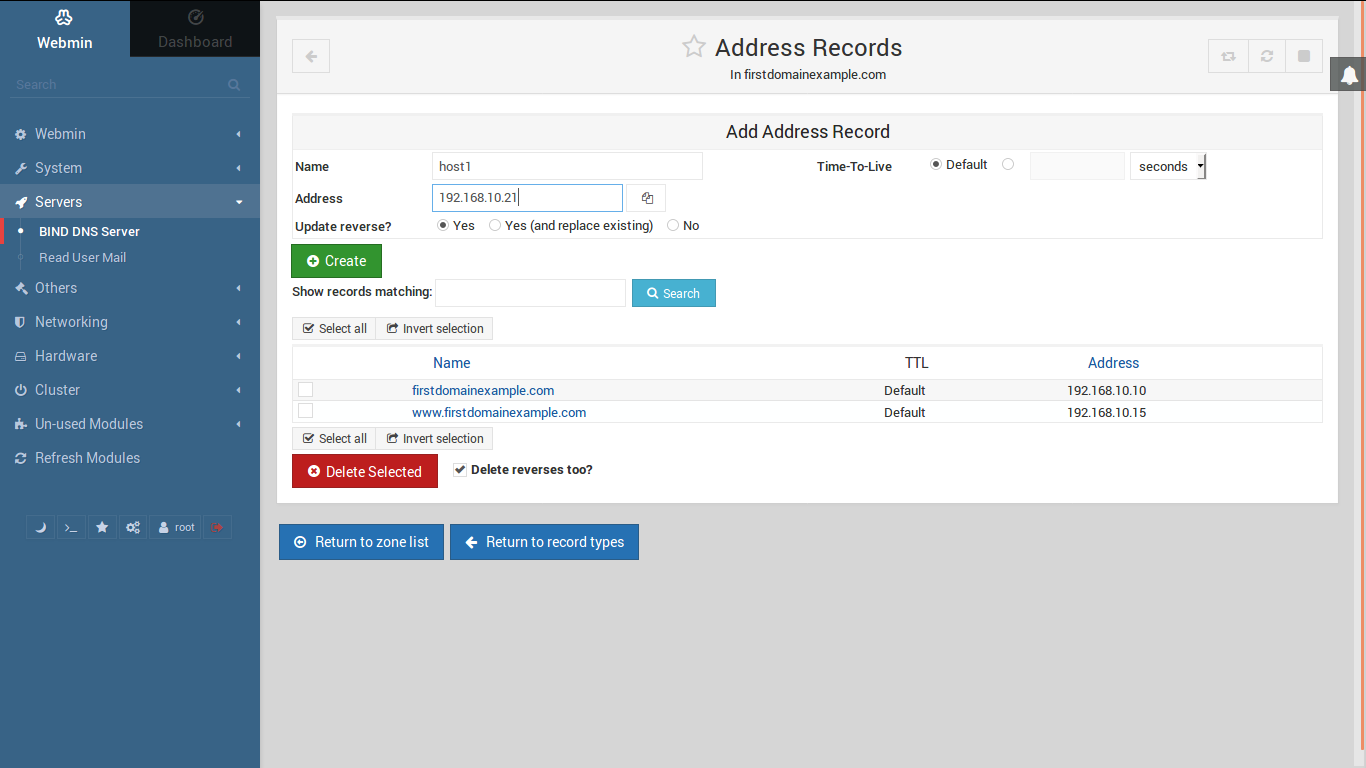 Webmin
Dashboard
Search
Webmin
System
Servers
BIND DNS Server
Read User Mail
Others
Networking
Hardware
Cluster
Un-used Modules
Refresh Modules
root
Address Records
In firstdomainexample.com
Add Address Record
Name host1 Time-To-Live Default seconds
Address 192.168.10.21
Update reverse? Yes Yes (and replace existing) No
Create
Show records matching: Search
Select all Invert selection
Name TTL Address
firstdomainexample.com Default 192.168.10.10
www.firstdomainexample.com Default 192.168.10.15
Select all Invert selection
Delete Selected Delete reverses too?
Return to zone list Return to record types